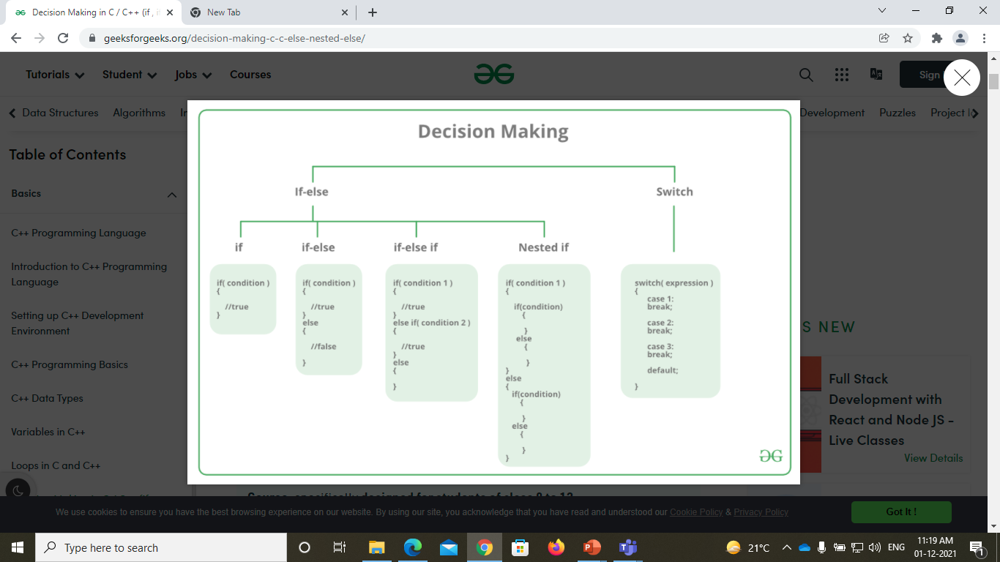 Decision Making in C / C++ (if , i
New Tab
geeksforgeeks.org/decision-making-c-c-else-nested-else/
Tutorials
Student
Jobs
Courses
Sign
Data Structures
Algorithms
Development
Puzzles
Project
Table of Contents
Basics
C++ Programming Language
Introduction to C++ Programming
Language
Setting up C++ Development
Environment
C++ Programming Basics
C++ Data Types
Variables in C++
Loops in C and C++
Decision Making
If-else
Switch
if
if-else
if-else if
Nested if
if( condition )
{
//true
}
if( condition )
{
//true
}
else
{
//false
}
if( condition 1 )
{
//true
}
else if( condition 2 )
{
//true
}
else
{
}
if( condition 1 )
{
if(condition)
{
}
else
{
}
}
else
{
if(condition)
{
}
else
{
}
}
switch( expression )
{
case 1:
break;
case 2:
break;
case 3:
break;
default;
}
S NEW
Full Stack
Development with
React and Node JS -
Live Classes
View Details
We use cookies to ensure you have the best browsing experience on our website. By using our site, you acknowledge that you have read and understood our Cookie Policy & Privacy Policy
Got It !
Type here to search
21°C
ENG
11:19 AM
01-12-2021
1